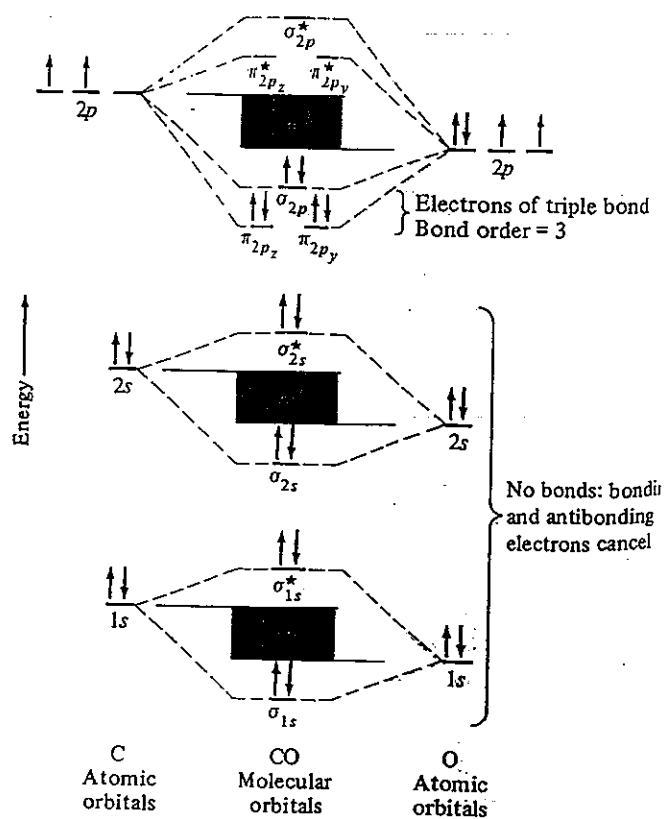 σ*2p
π*2pz π*2py
2p
2p
σ2p
π2pz π2py
Electrons of triple bond
Bond order = 3
Energy
σ*2s
2s
2s
σ2s
No bonds: bondi
and antibonding
electrons cancel
σ*1s
1s
1s
σ1s
C
Atomic
orbitals
CO
Molecular
orbitals
O
Atomic
orbitals